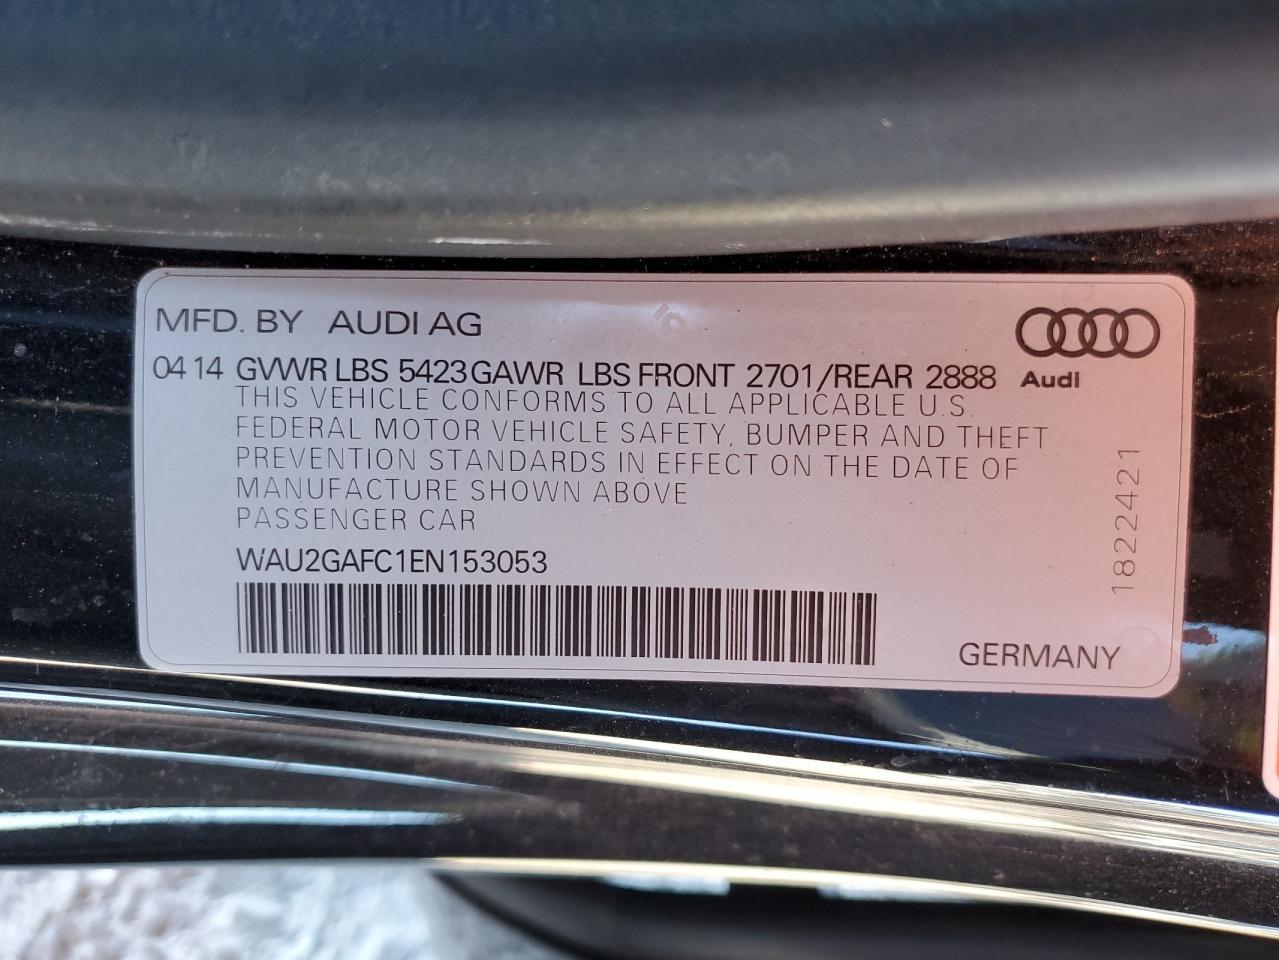 MFD. BY AUDI AG
04 14 GVWR LBS 5423 GAWR LBS FRONT 2701/REAR 2888
Audi
THIS VEHICLE CONFORMS TO ALL APPLICABLE U.S.
FEDERAL MOTOR VEHICLE SAFETY, BUMPER AND THEFT
PREVENTION STANDARDS IN EFFECT ON THE DATE OF
MANUFACTURE SHOWN ABOVE
PASSENGER CAR
WAU2GAFC1EN153053
1822421
GERMANY